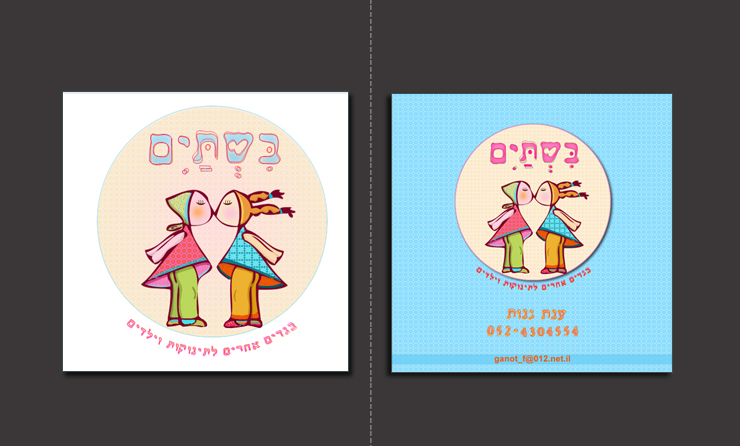 בִּשְׁתַּיִם
בגדים אחרים לתינוקות וילדים
בִּשְׁתַּיִם
בגדים אחרים לתינוקות וילדים
ענת גנות
052-4304554
ganot_f@012.net.il